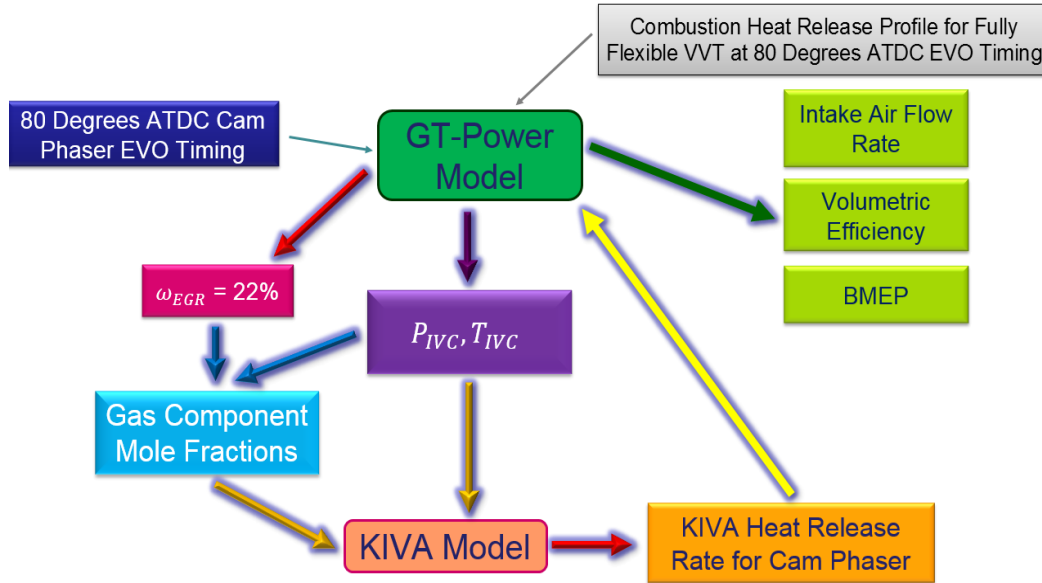 Combustion Heat Release Profile for Fully
Flexible VVT at 80 Degrees ATDC EVO Timing
80 Degrees ATDC Cam
Phaser EVO Timing
GT-Power
Model
Intake Air Flow
Rate
Volumetric
Efficiency
BMEP
ω_EGR = 22%
P_IVC, T_IVC
Gas Component
Mole Fractions
KIVA Model
KIVA Heat Release
Rate for Cam Phaser